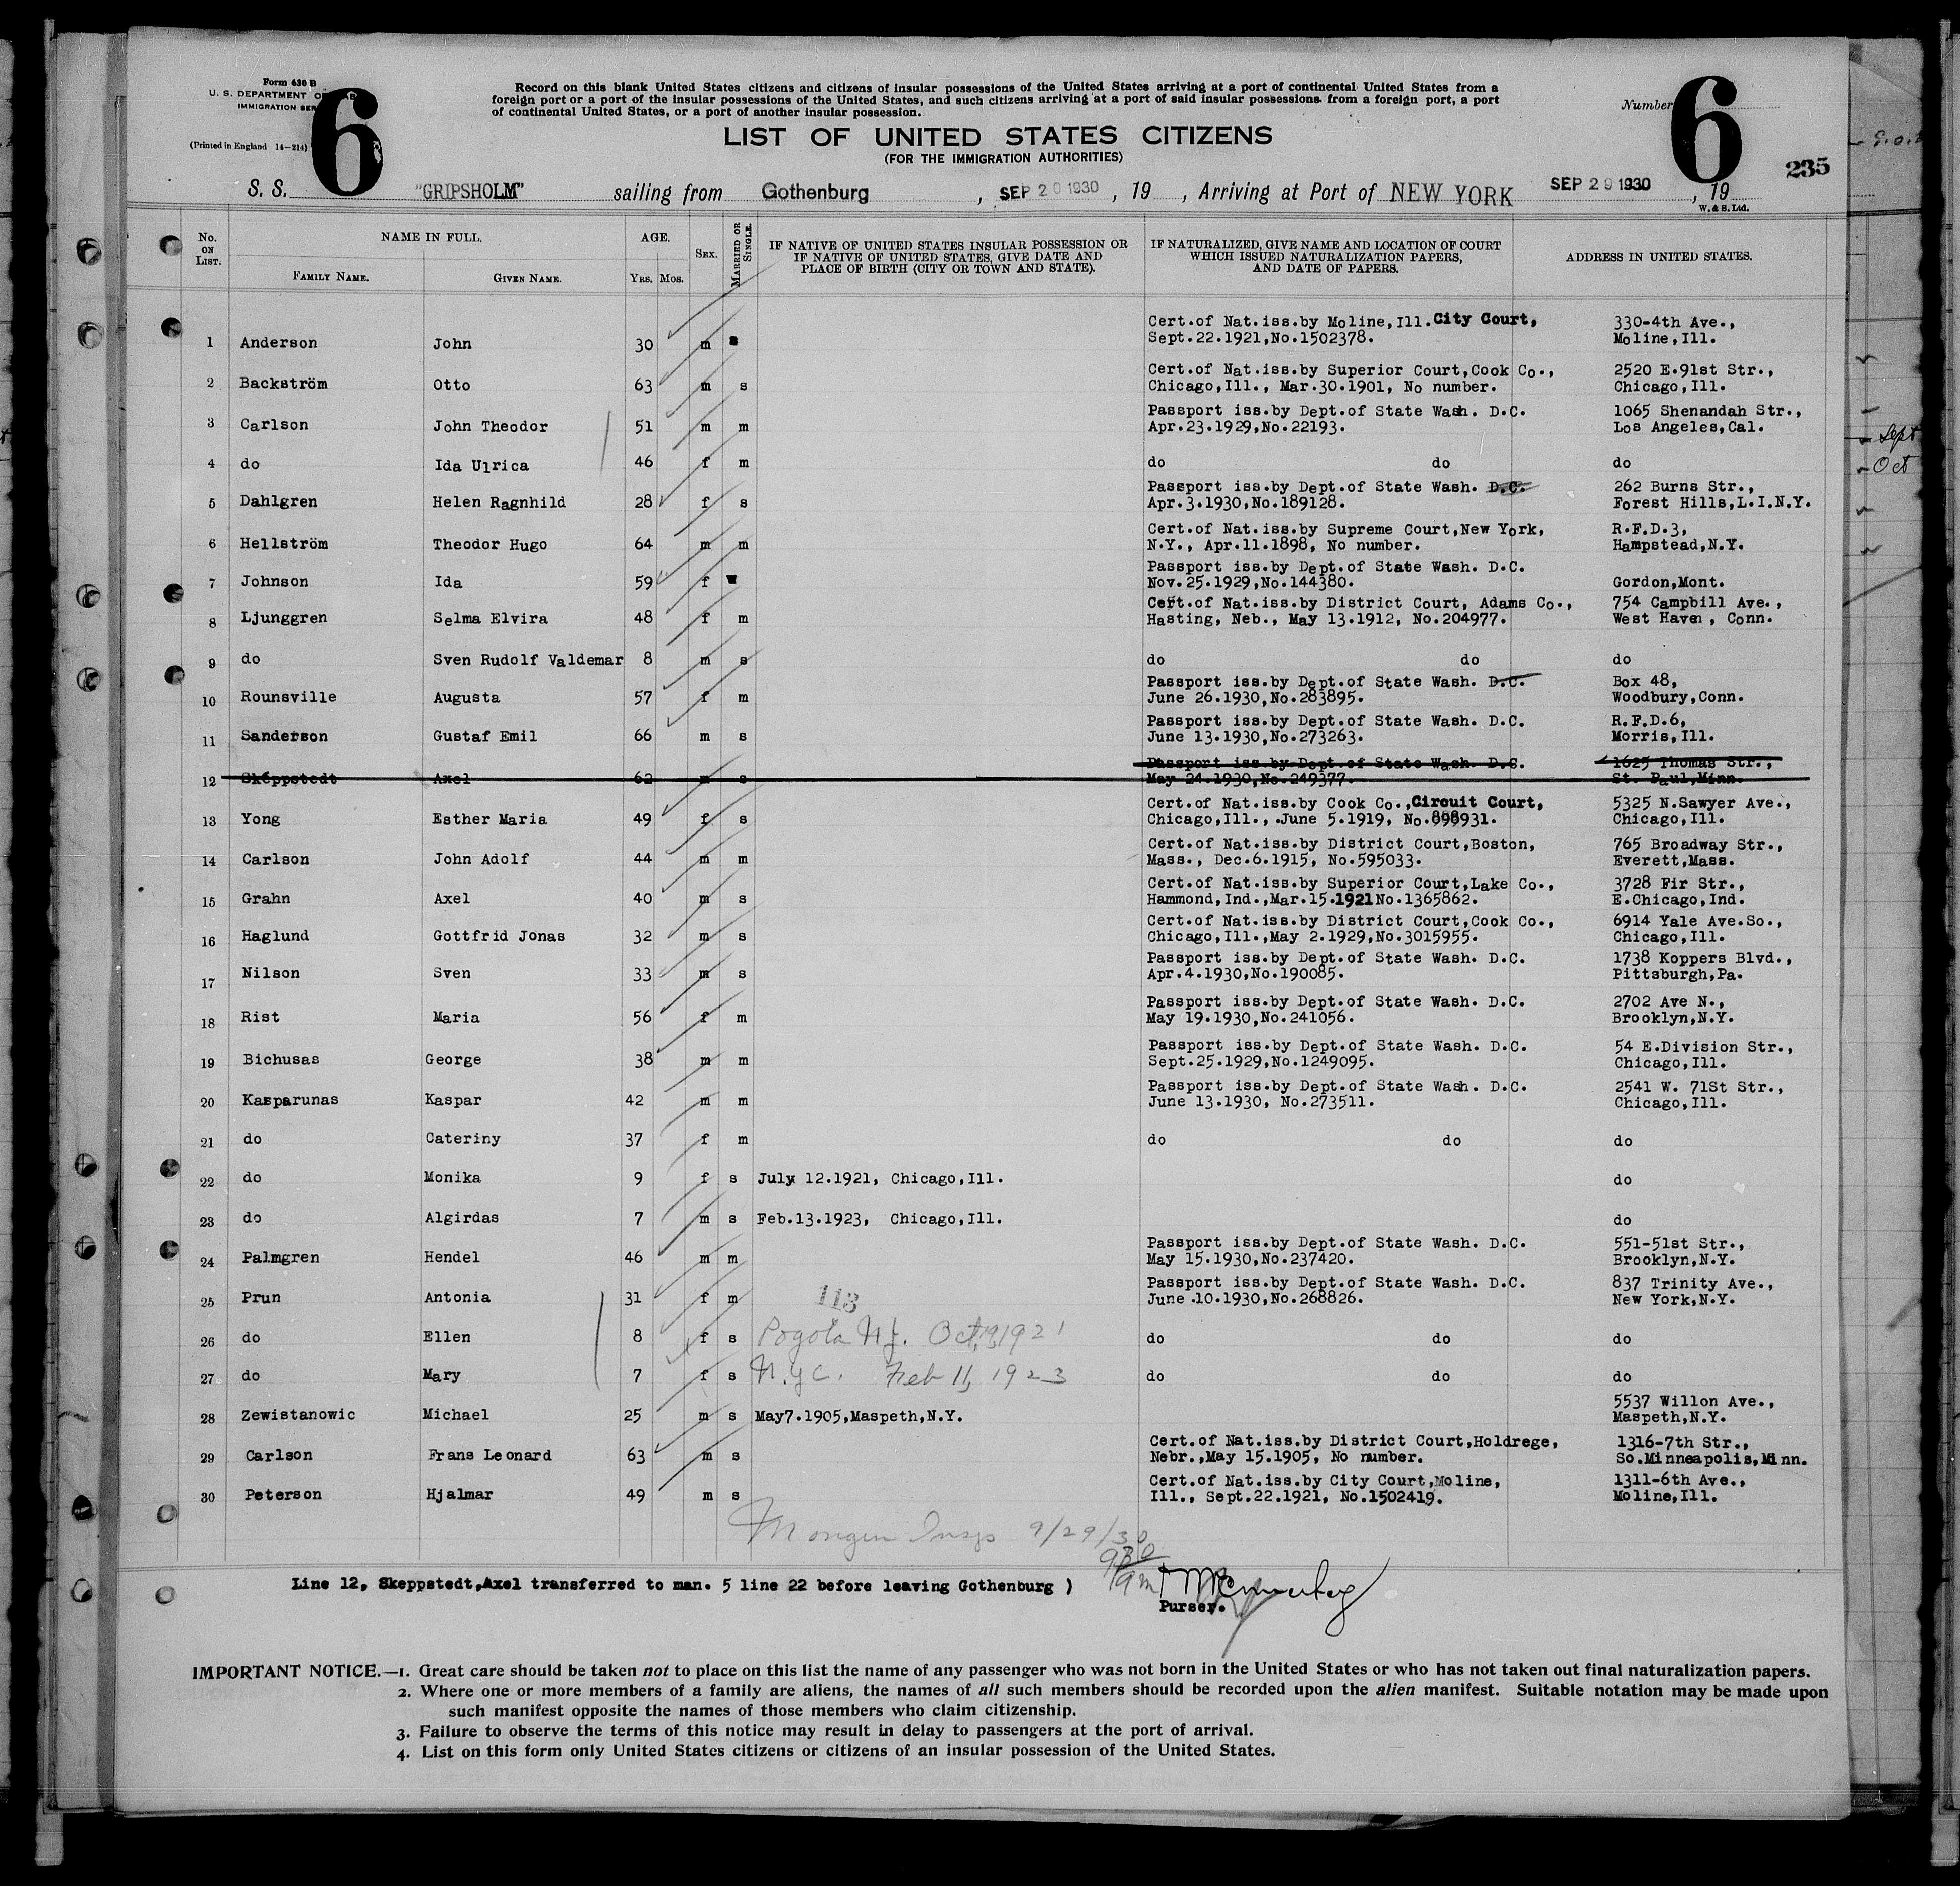 Form 630 B
U. S. DEPARTMENT OF
IMMIGRATION SER
(Printed in England 14—214)
6
Record on this blank United States citizens and citizens of insular possessions of the United States arriving at a port of continental United States from a
foreign port or a port of the insular possessions of the United States, and such citizens arriving at a port of said insular possessions from a foreign port, a port
of continental United States, or a port of another insular possession.
LIST OF UNITED STATES CITIZENS
(FOR THE IMMIGRATION AUTHORITIES)
Number
6
235
S. S. "GRIPSHOLM" sailing from Gothenburg, SEP 20 1930, 19 , Arriving at Port of NEW YORK SEP 29 1930, 19
W. & S. Ltd.
No. ON LIST.
NAME IN FULL.
FAMILY NAME.
GIVEN NAME.
AGE.
YRS. MOS.
SEX.
MARRIED OR SINGLE.
IF NATIVE OF UNITED STATES INSULAR POSSESSION OR
IF NATIVE OF UNITED STATES, GIVE DATE AND
PLACE OF BIRTH (CITY OR TOWN AND STATE).
IF NATURALIZED, GIVE NAME AND LOCATION OF COURT
WHICH ISSUED NATURALIZATION PAPERS,
AND DATE OF PAPERS.
ADDRESS IN UNITED STATES.
Cert.of Nat.iss.by Moline,Ill.City Court, 330-4th Ave.,
1 Anderson John 30 m s Sept.22.1921,No.1502378. Moline,Ill.
Cert.of Nat.iss.by Superior Court,Cook Co., 2520 E.91st Str.,
2 Backström Otto 63 m s Chicago,Ill., Mar.30.1901, No number. Chicago,Ill.
Passport iss.by Dept.of State Wash. D.C. 1065 Shenandah Str.,
3 Carlson John Theodor 51 m m Apr.23.1929,No.22193. Los Angeles,Cal.
4 do Ida Ulrica 46 f m do do do
Passport iss.by Dept.of State Wash. D.C. 262 Burns Str.,
5 Dahlgren Helen Ragnhild 28 f s Apr.3.1930,No.189128. Forest Hills,L.I.N.Y.
Cert.of Nat.iss.by Supreme Court,New York, R.F.D.3,
6 Hellström Theodor Hugo 64 m m N.Y., Apr.11.1898, No number. Hampstead,N.Y.
Passport iss.by Dept.of State Wash. D.C.
7 Johnson Ida 59 f Nov.25.1929,No.144380. Gordon,Mont.
Cert.of Nat.iss.by District Court, Adams Co., 754 Campbill Ave.,
8 Ljunggren Selma Elvira 48 f m Hasting, Neb., May 13.1912, No.204977. West Haven, Conn.
9 do Sven Rudolf Valdemar 8 m s do do do
Passport iss.by Dept.of State Wash. D.C. Box 48,
10 Rounsville Augusta 57 f m June 26.1930,No.283895. Woodbury,Conn.
Passport iss.by Dept.of State Wash. D.C. R.F.D.6,
11 Sanderson Gustaf Emil 66 m s June 13.1930,No.273263. Morris,Ill.
Passport iss.by Dept.of State Wash. D.C. 1625 Thomas Str.,
12 Skeppstedt Axel 62 m s May 24.1930,No.249377. St. Paul,Minn.
Cert.of Nat.iss.by Cook Co.,Circuit Court, 5325 N.Sawyer Ave.,
13 Yong Esther Maria 49 f s Chicago,Ill., June 5.1919, No.898931. Chicago,Ill.
Cert.of Nat.iss.by District Court,Boston, 765 Broadway Str.,
14 Carlson John Adolf 44 m m Mass., Dec.6.1915, No.595033. Everett,Mass.
Cert.of Nat.iss.by Superior Court,Lake Co., 3728 Fir Str.,
15 Grahn Axel 40 m s Hammond,Ind.,Mar.15.1921 No.1365862. E.Chicago,Ind.
Cert.of Nat.iss.by District Court,Cook Co., 6914 Yale Ave.So.,
16 Haglund Gottfrid Jonas 32 m s Chicago,Ill.,May 2.1929,No.3015955. Chicago,Ill.
Passport iss.by Dept.of State Wash. D.C. 1738 Koppers Blvd.,
17 Nilson Sven 33 m s Apr.4.1930,No.190085. Pittsburgh,Pa.
Passport iss.by Dept.of State Wash. D.C. 2702 Ave N.,
18 Rist Maria 56 f m May 19.1930,No.241056. Brooklyn,N.Y.
Passport iss.by Dept.of State Wash. D.C. 54 E.Division Str.,
19 Bichusas George 38 m m Sept.25.1929,No.1249095. Chicago,Ill.
Passport iss.by Dept.of State Wash. D.C. 2541 W. 71St Str.,
20 Kasparunas Kaspar 42 m m June 13.1930, No.273511. Chicago,Ill.
21 do Cateriny 37 f m do do do
22 do Monika 9 f s July 12.1921, Chicago,Ill. do
23 do Algirdas 7 m s Feb.13.1923, Chicago,Ill. do
Passport iss.by Dept.of State Wash. D.C. 551-51st Str.,
24 Palmgren Hendel 46 m m May 15.1930,No.237420. Brooklyn,N.Y.
Passport iss.by Dept.of State Wash. D.C. 837 Trinity Ave.,
25 Prun Antonia 31 f m 113 June .10.1930,No.268826. New York,N.Y.
26 do Ellen 8 f s Pogota N.J. Oct. 1921 do do do
27 do Mary 7 f s N.Y.C. Feb 11, 1923 do do do
5537 Willon Ave.,
28 Zewistanowic Michael 25 m s May7.1905,Maspeth,N.Y. Maspeth,N.Y.
Cert.of Nat.iss.by District Court,Holdrege, 1316-7th Str.,
29 Carlson Frans Leonard 63 m s Nebr.,May 15.1905, No number. So.Minneapolis,Minn.
Cert.of Nat.iss.by City Court,Moline, 1311-6th Ave.,
30 Peterson Hjalmar 49 m s Ill., Sept.22.1921, No.1502419. Moline,Ill.
Insp 9/29/30
930 am
Line 12, Skeppstedt,Axel transferred to man. 5 line 22 before leaving Gothenburg )
Purser.
IMPORTANT NOTICE.—1. Great care should be taken not to place on this list the name of any passenger who was not born in the United States or who has not taken out final naturalization papers.
2. Where one or more members of a family are aliens, the names of all such members should be recorded upon the alien manifest. Suitable notation may be made upon
such manifest opposite the names of those members who claim citizenship.
3. Failure to observe the terms of this notice may result in delay to passengers at the port of arrival.
4. List on this form only United States citizens or citizens of an insular possession of the United States.
Sept
Oct